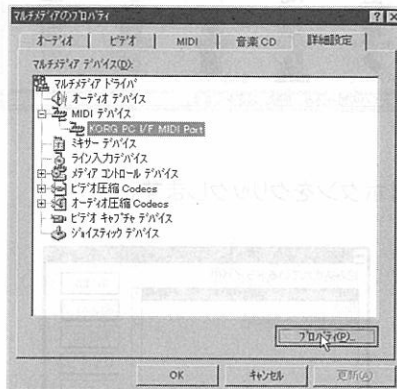 マルチメディアのプロパティ
オーディオ ビデオ MIDI 音楽 CD 詳細設定
マルチメディア デバイス(D):
マルチメディア ドライバ
オーディオ デバイス
MIDI デバイス
KORG PC I/F MIDI Port
ミキサー デバイス
ライン入力デバイス
メディア コントロール デバイス
ビデオ圧縮 Codecs
オーディオ圧縮 Codecs
ビデオ キャプチャ デバイス
ジョイスティック デバイス
プロパティ(P)...
OK キャンセル 更新(A)